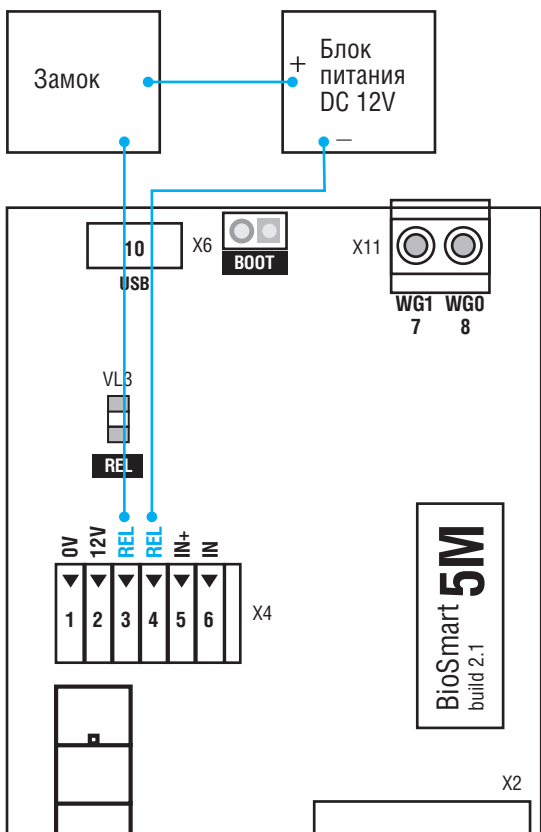 Замок
+
Блок
питания
DC 12V
−
10
USB
X6
BOOT
X11
WG1
WG0
7
8
VL3
REL
0V
12V
REL
REL
IN+
IN
1
2
3
4
5
6
X4
BioSmart 5M
build 2.1
X2